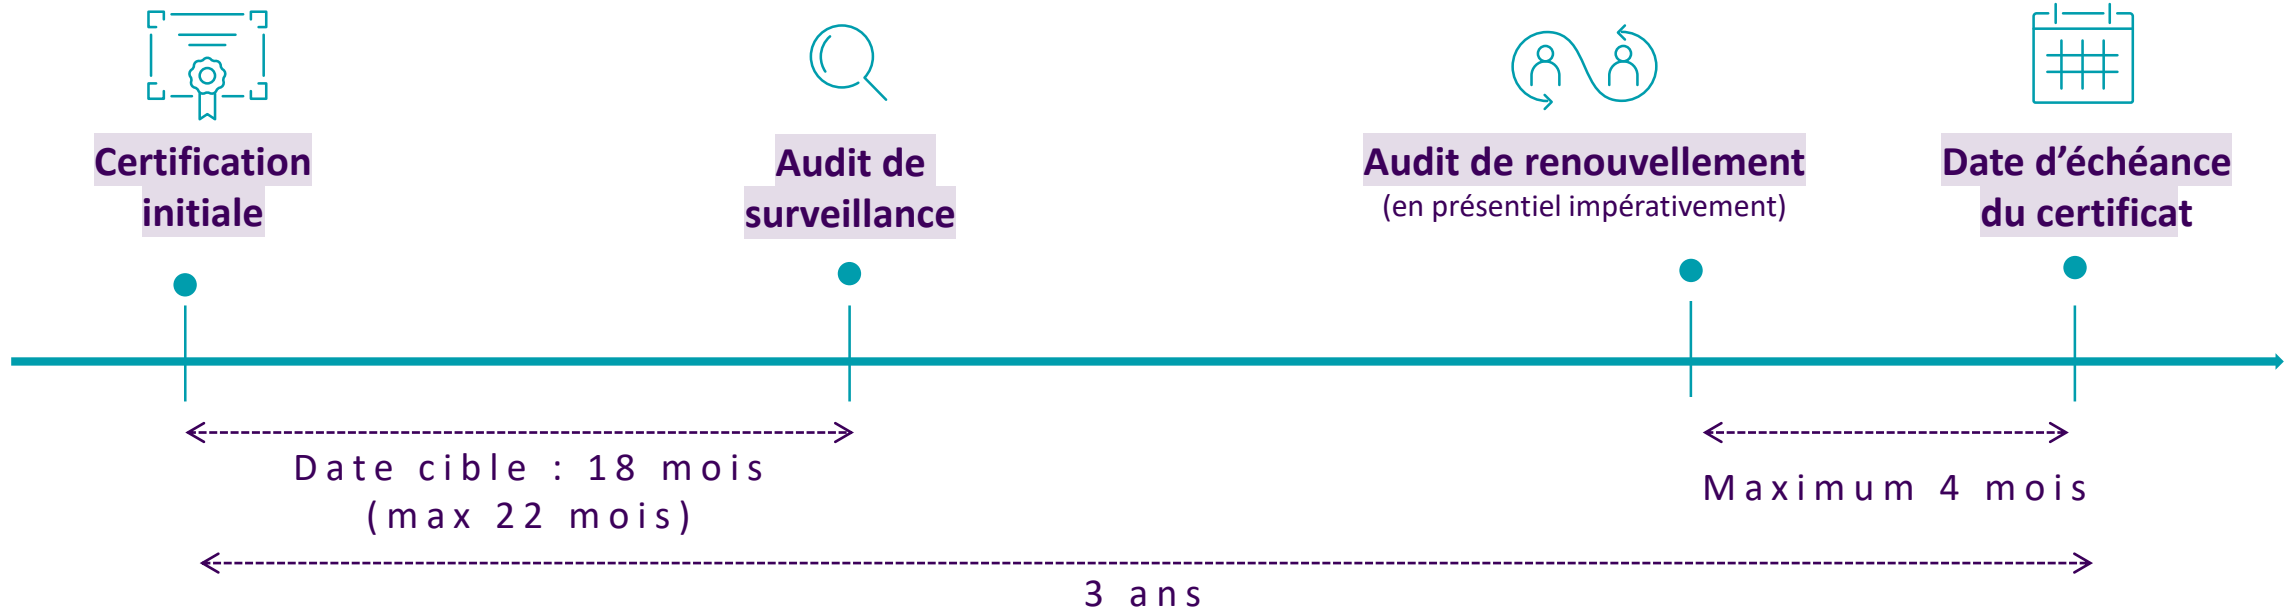 Certification
initiale
Audit de
surveillance
Audit de renouvellement
(en présentiel impérativement)
Date d’échéance
du certificat
Date cible : 18 mois
(max 22 mois)
Maximum 4 mois
3 ans